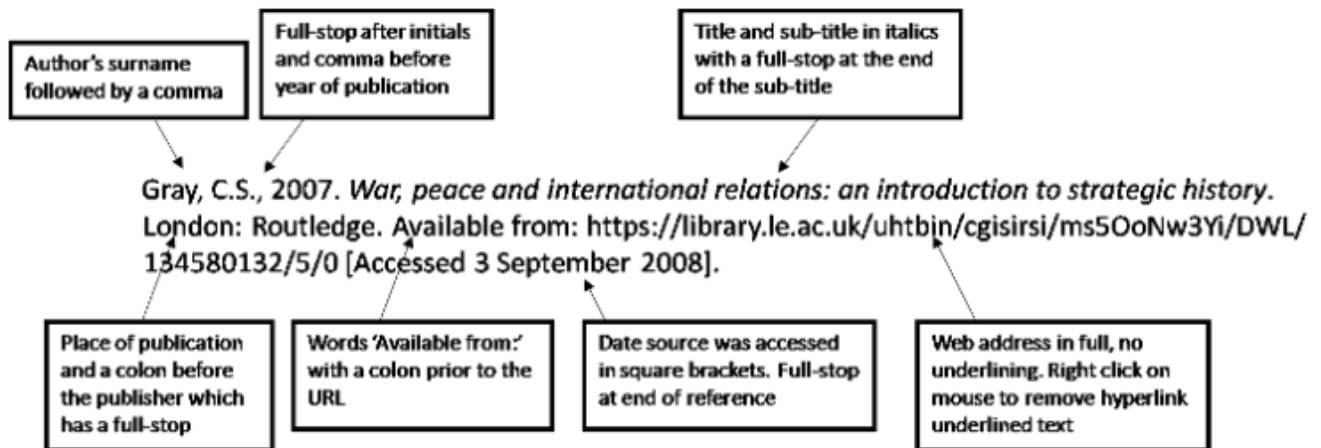 Author's surname
followed by a comma
Full-stop after initials
and comma before
year of publication
Title and sub-title in italics
with a full-stop at the end
of the sub-title
Gray, C.S., 2007. War, peace and international relations: an introduction to strategic history.
London: Routledge. Available from: https://library.le.ac.uk/uhtbin/cgisirsi/ms5OoNw3Yi/DWL/
134580132/5/0 [Accessed 3 September 2008].
Place of publication
and a colon before
the publisher which
has a full-stop
Words 'Available from:'
with a colon prior to the
URL
Date source was accessed
in square brackets. Full-stop
at end of reference
Web address in full, no
underlining. Right click on
mouse to remove hyperlink
underlined text